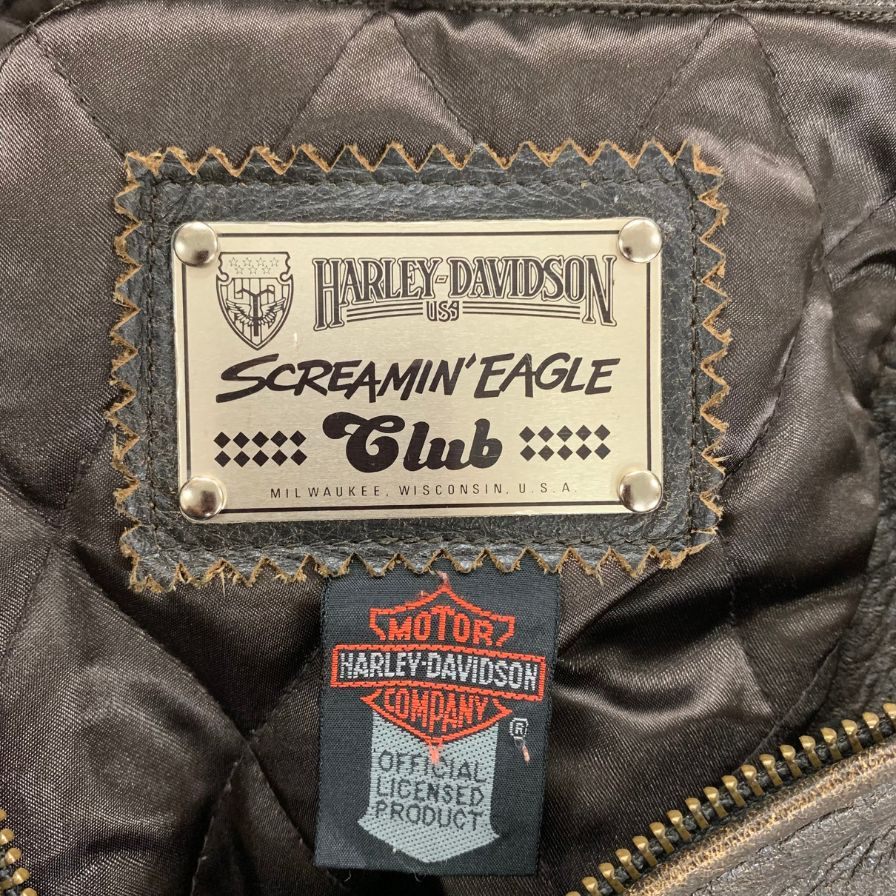 HARLEY-DAVIDSON
USA
SCREAMIN' EAGLE
Club
MILWAUKEE, WISCONSIN, U.S.A.
MOTOR
HARLEY-DAVIDSON
COMPANY
®
OFFICIAL
LICENSED
PRODUCT